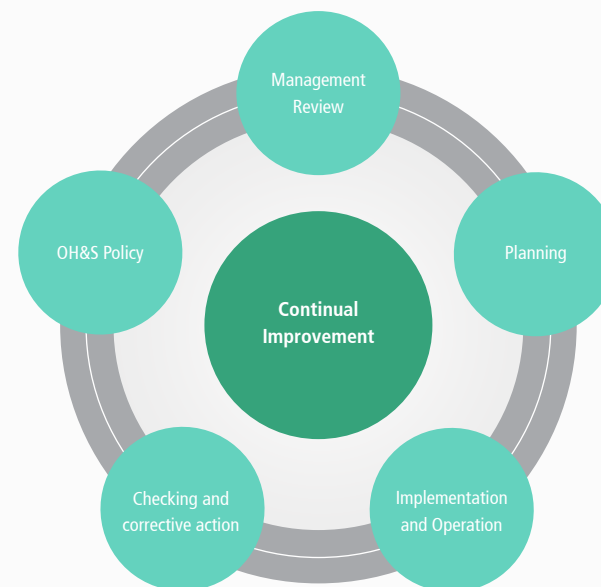 Management
Review
OH&S Policy
Planning
Continual
Improvement
Checking and
corrective action
Implementation
and Operation